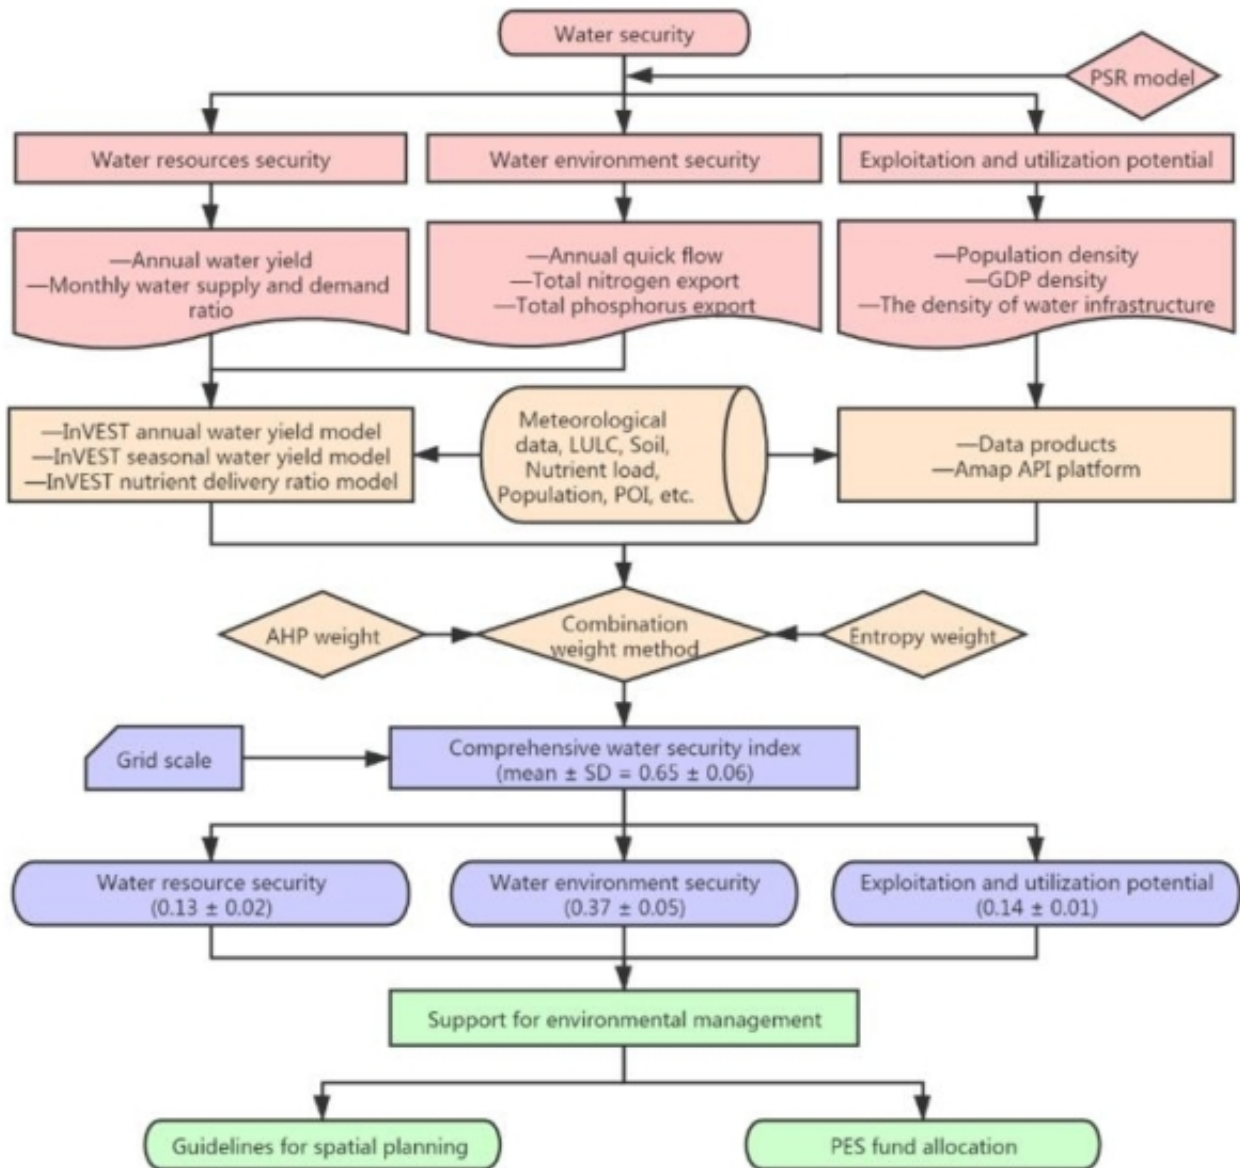 Water security
PSR model
Water resources security
Water environment security
Exploitation and utilization potential
—Annual water yield
—Monthly water supply and demand
ratio
—Annual quick flow
—Total nitrogen export
—Total phosphorus export
—Population density
—GDP density
—The density of water infrastructure
—InVEST annual water yield model
—InVEST seasonal water yield model
—InVEST nutrient delivery ratio model
Meteorological
data, LULC, Soil,
Nutrient load,
Population, POI, etc.
—Data products
—Amap API platform
AHP weight
Combination
weight method
Entropy weight
Grid scale
Comprehensive water security index
(mean ± SD = 0.65 ± 0.06)
Water resource security
(0.13 ± 0.02)
Water environment security
(0.37 ± 0.05)
Exploitation and utilization potential
(0.14 ± 0.01)
Support for environmental management
Guidelines for spatial planning
PES fund allocation